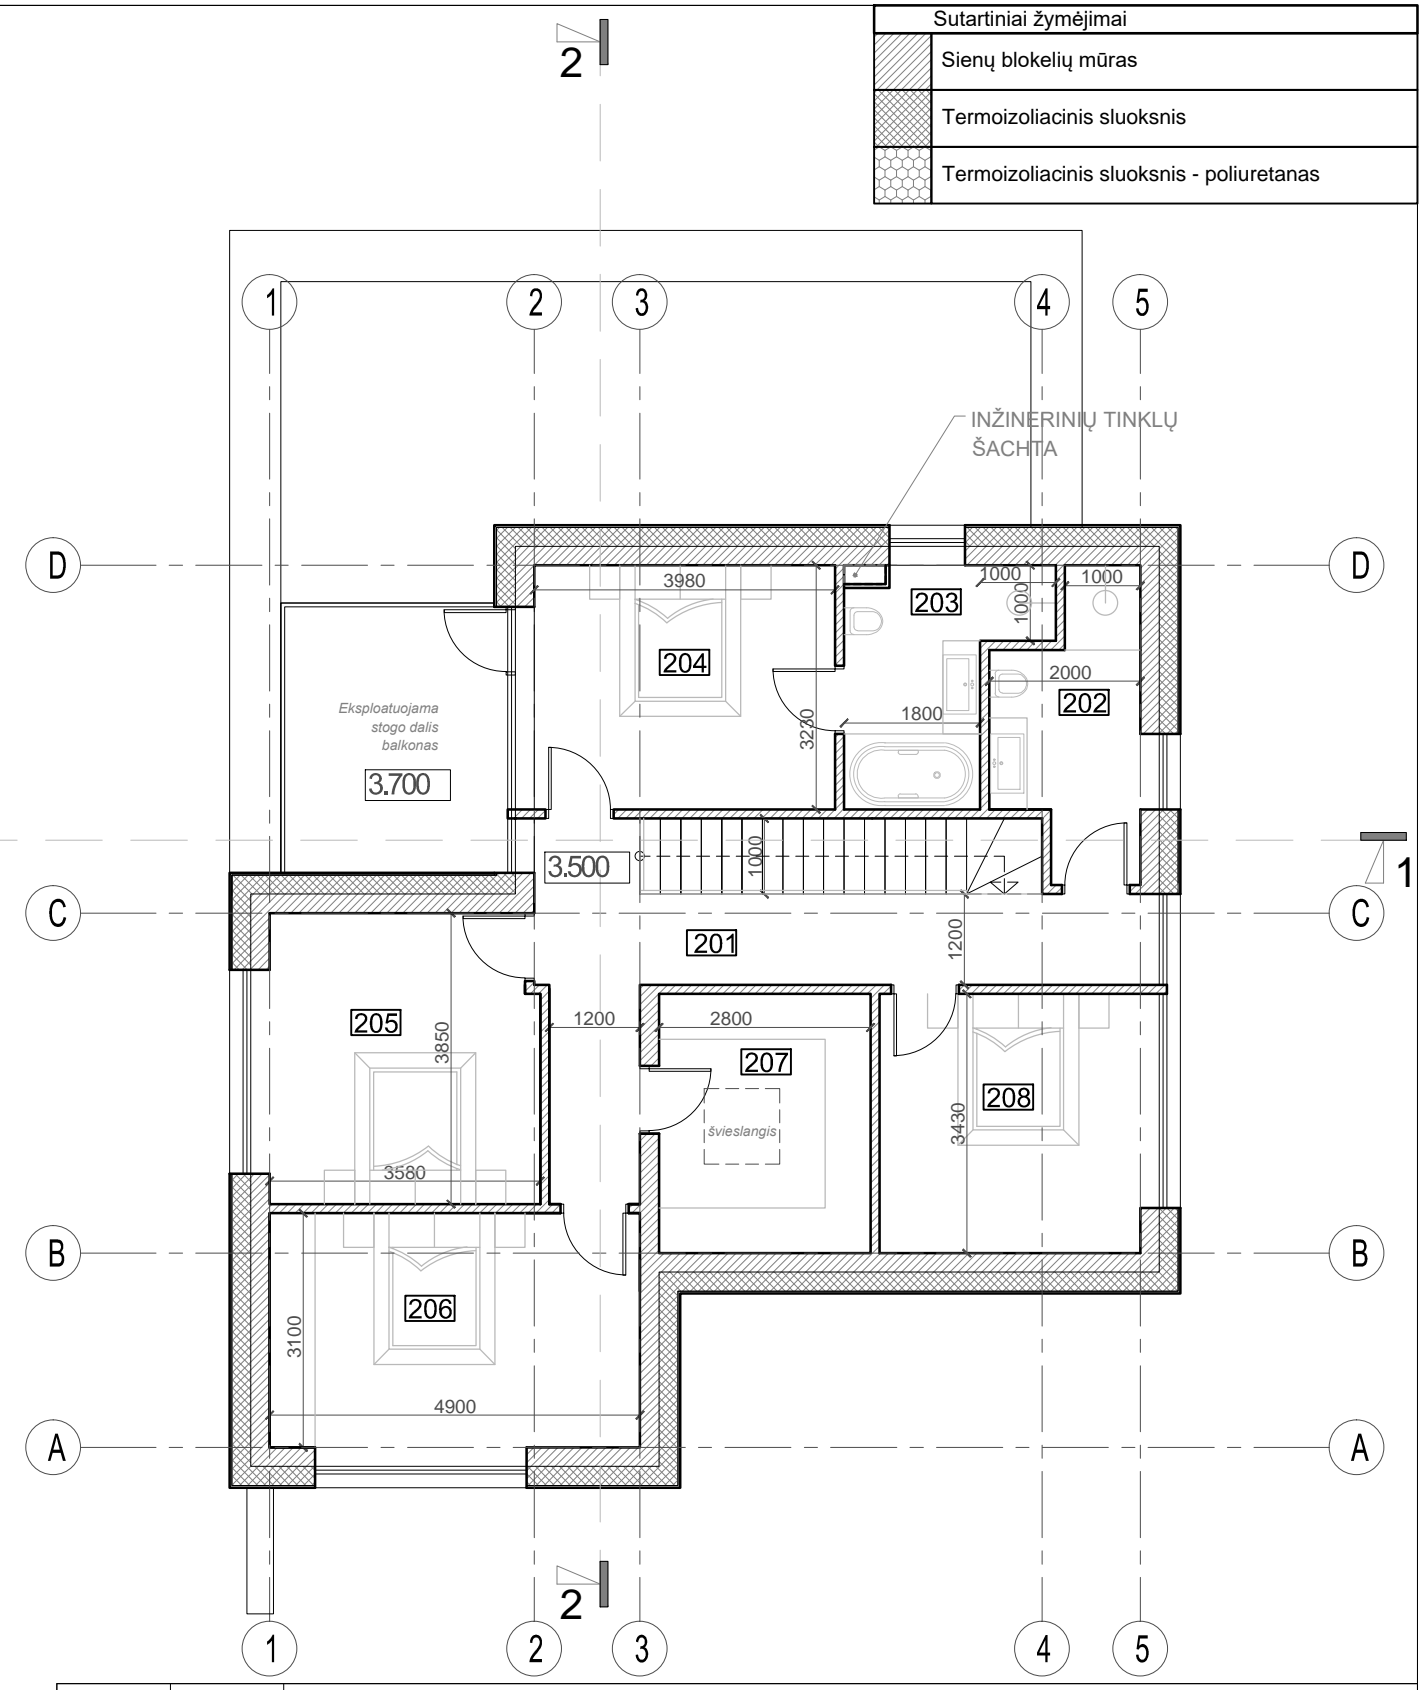 Sutartiniai žymėjimai
Sienų blokelių mūras
Termoizoliacinis sluoksnis
Termoizoliacinis sluoksnis - poliuretanas
2
1 2 3 4 5
INŽINERINIŲ TINKLŲ
ŠACHTA
D D
3980 1000 1000
203 1000
204 2000
202
Eksploatuojama
stogo dalis
balkonas
1800
3230
3.700
3.500 1000
1
C C
201 1200
205 1200 2800
3850
207
208
3430
švieslangis
3580
B B
206
3100
4900
A A
2
1 2 3 4 5